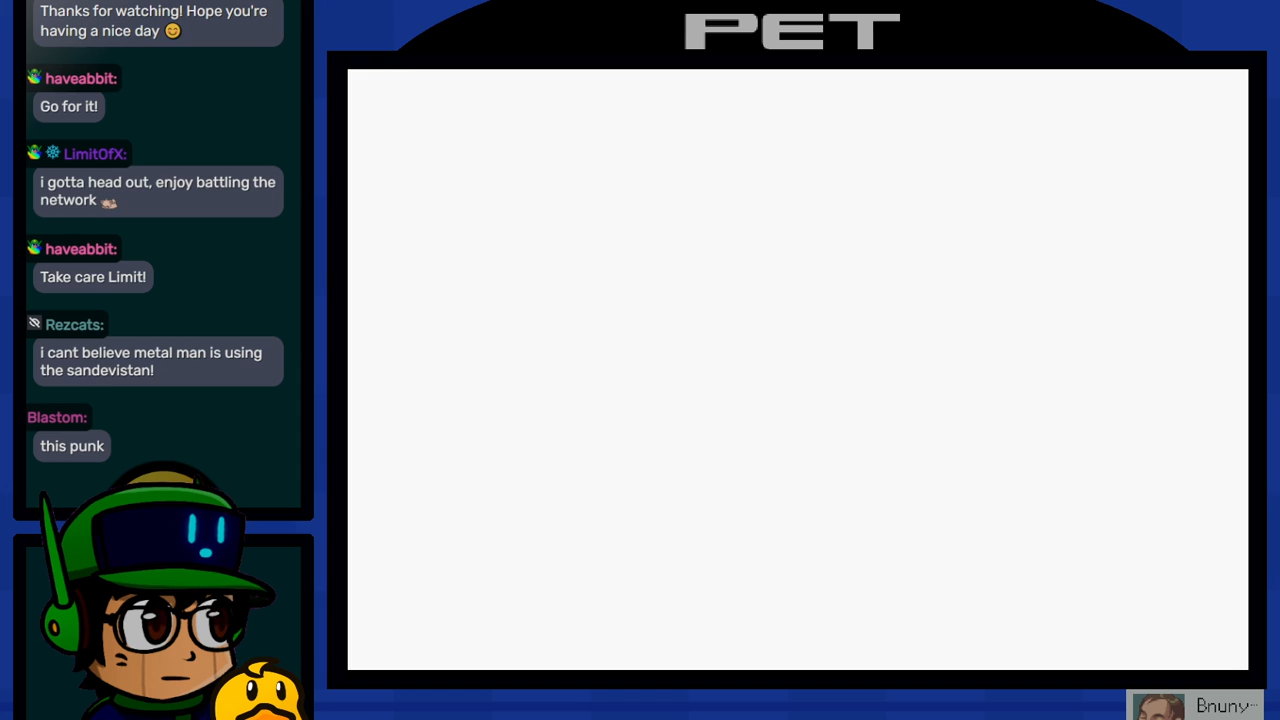 Thanks for watching! Hope you're
having a nice day 😊
PET
haveabbit:
Go for it!
LimitOfX:
i gotta head out, enjoy battling the
network
haveabbit:
Take care Limit!
Rezcats:
i cant believe metal man is using
the sandevistan!
Blastom:
this punk
Bnuny…